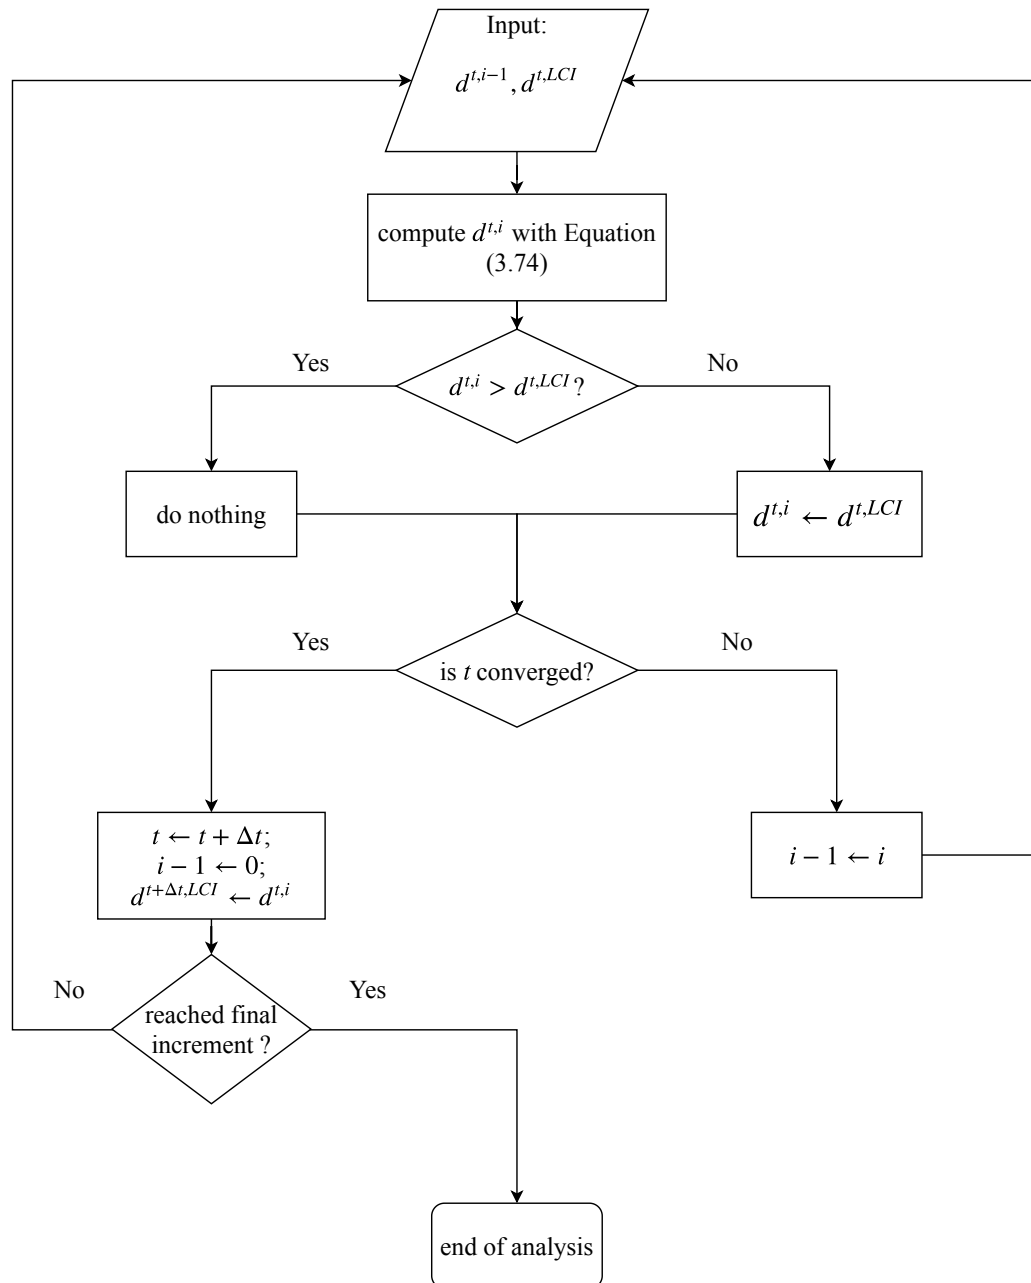 Input:
d^{t,i−1}, d^{t,LCI}
compute d^{t,i} with Equation
(3.74)
Yes
No
d^{t,i} > d^{t,LCI}?
do nothing
d^{t,i} ← d^{t,LCI}
Yes
No
is t converged?
t ← t + Δt;
i − 1 ← 0;
d^{t+Δt,LCI} ← d^{t,i}
i − 1 ← i
No
Yes
reached final
increment ?
end of analysis